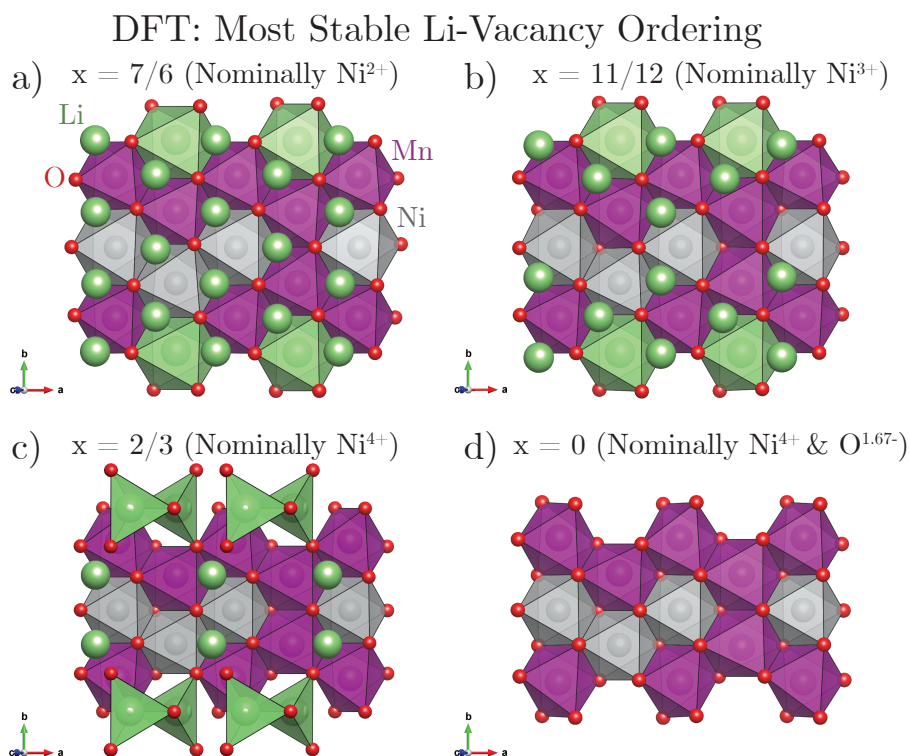 DFT: Most Stable Li-Vacancy Ordering
a) x = 7/6 (Nominally Ni²⁺)
b) x = 11/12 (Nominally Ni³⁺)
Li
Mn
O
Ni
b
c
a
b
c
a
c) x = 2/3 (Nominally Ni⁴⁺)
d) x = 0 (Nominally Ni⁴⁺ & O¹·⁶⁷⁻)
b
c
a
b
c
a